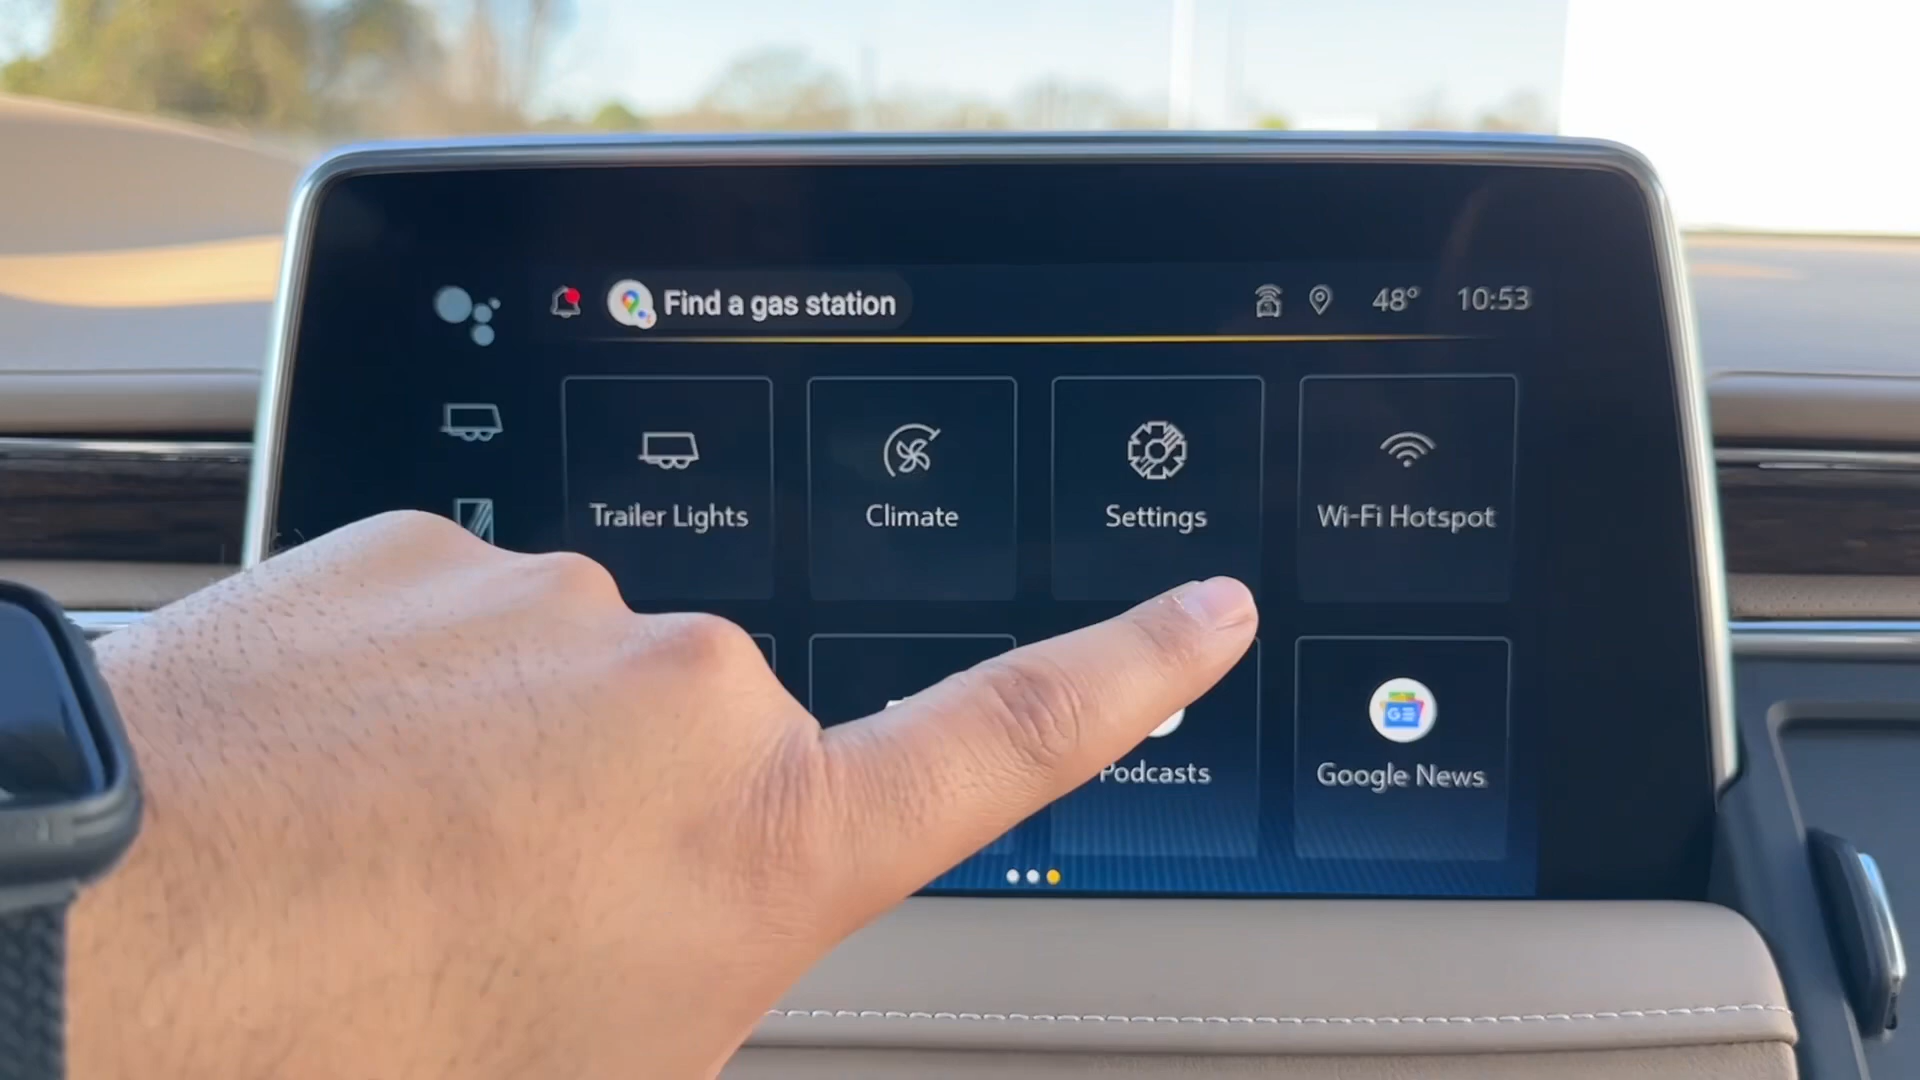 Find a gas station
48° 10:53
Trailer Lights
Climate
Settings
Wi-Fi Hotspot
Podcasts
Google News